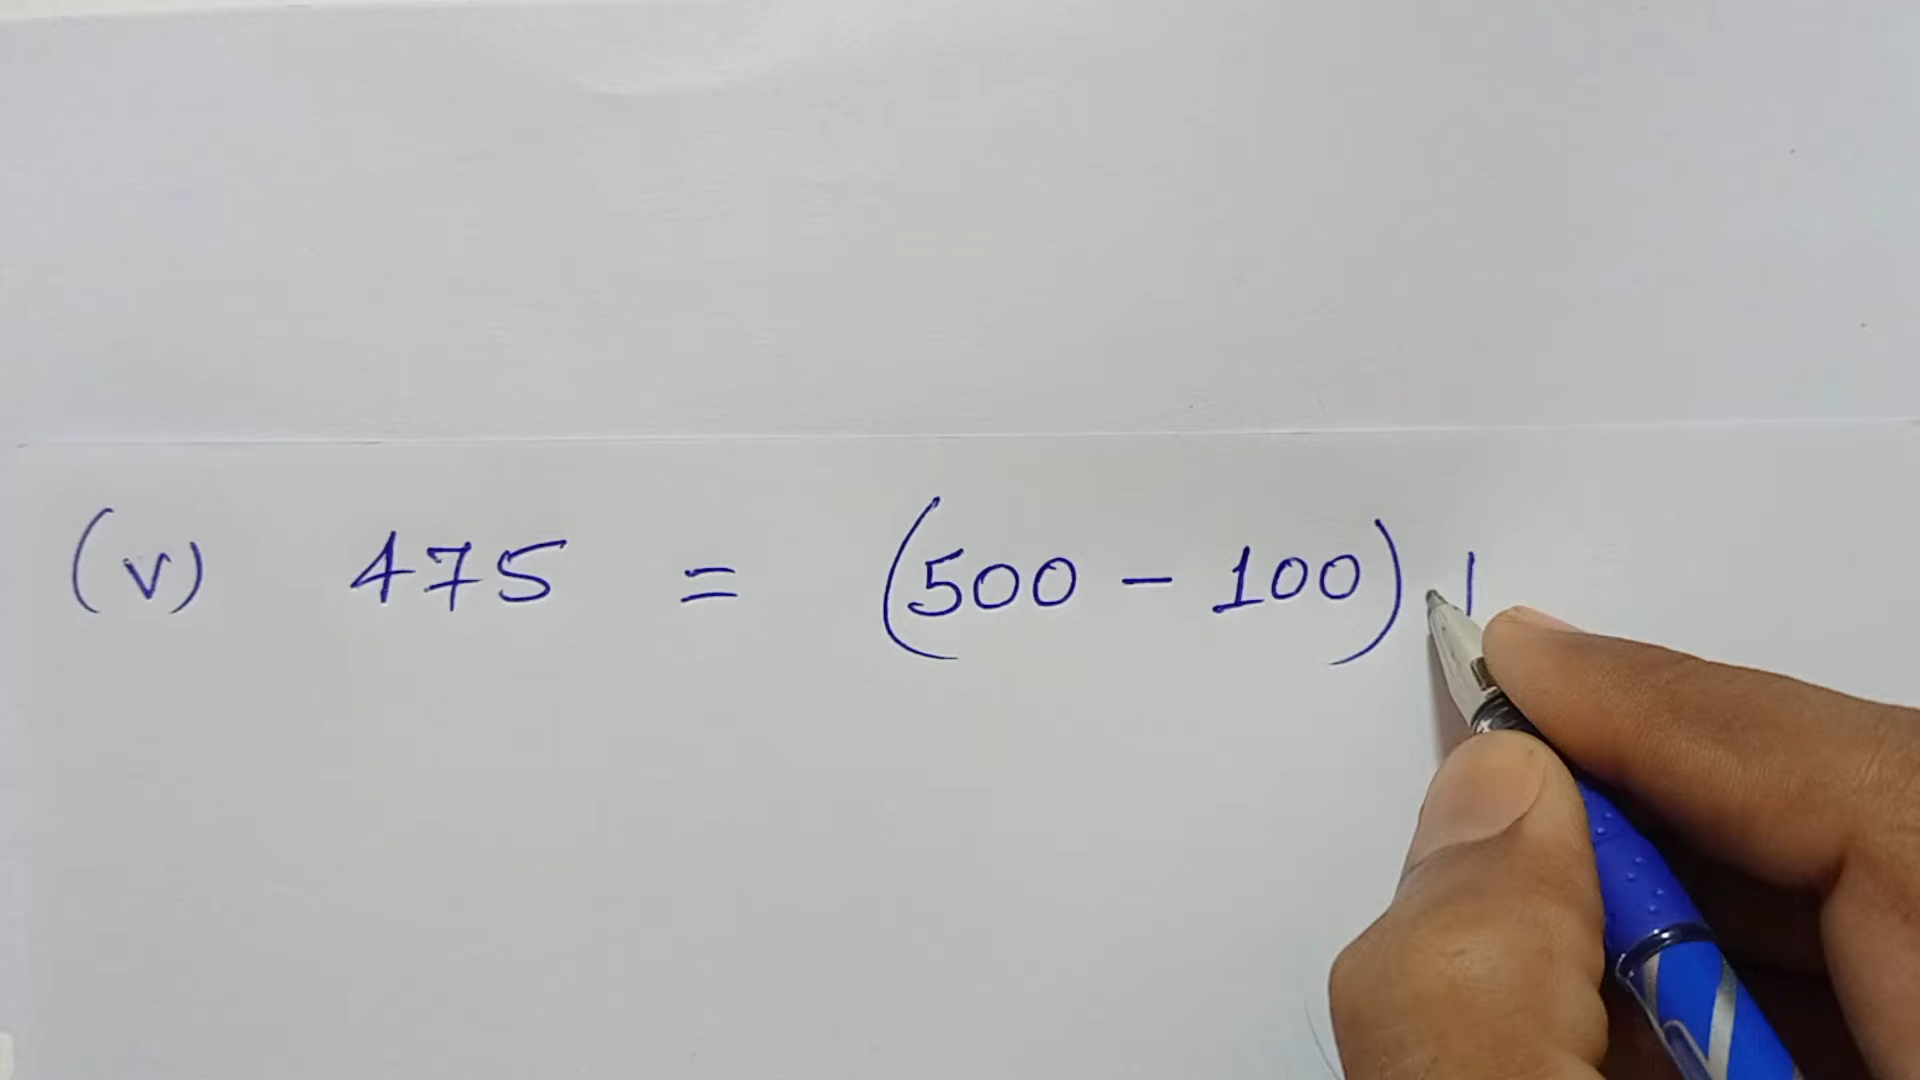 (v) 475 = (500 - 100) |